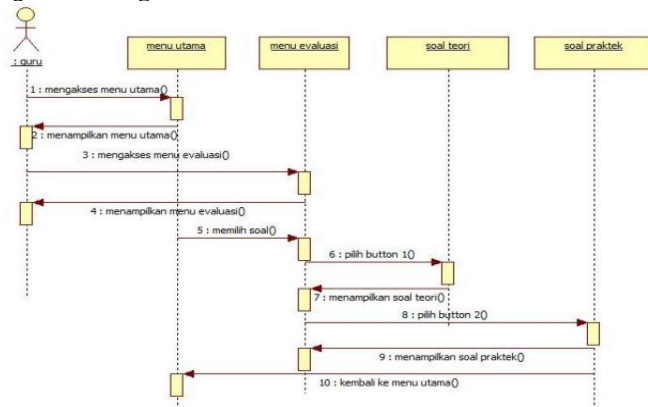 menu utama
menu evaluasi
soal teori
soal praktek
: guru
1 : mengakses menu utama()
2 : menampilkan menu utama()
3 : mengakses menu evaluasi()
4 : menampilkan menu evaluasi()
5 : memilih soal()
6 : pilih button 1()
7 : menampilkan soal teori()
8 : pilih button 2()
9 : menampilkan soal praktek()
10 : kembali ke menu utama()